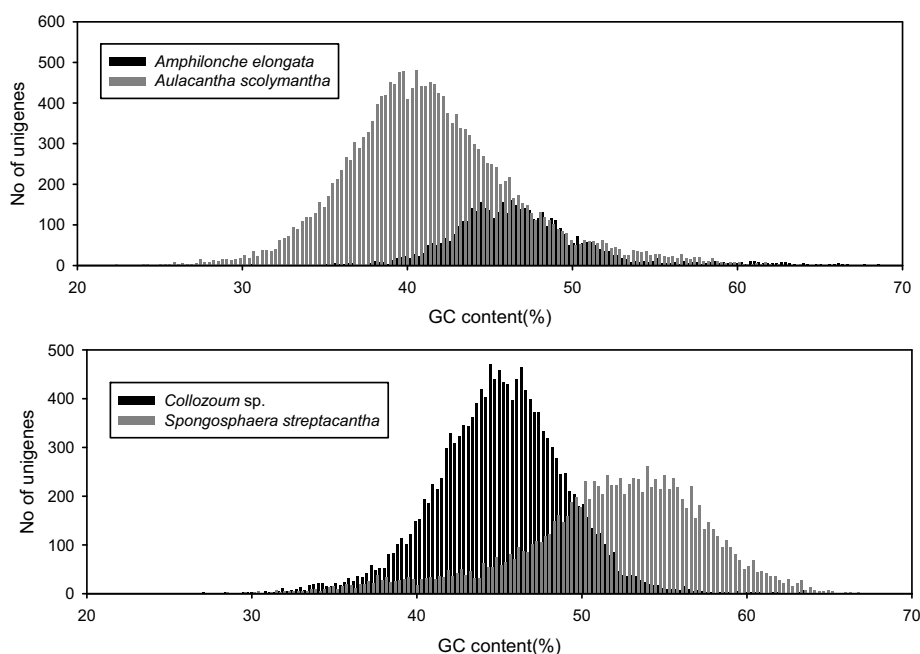 600
500
400
300
200
100
0
No of unigenes
Amphilonche elongata
Aulacantha scolymantha
20 30 40 50 60 70
GC content(%)
500
400
300
200
100
0
No of unigenes
Collozoum sp.
Spongosphaera streptacantha
20 30 40 50 60 70
GC content(%)